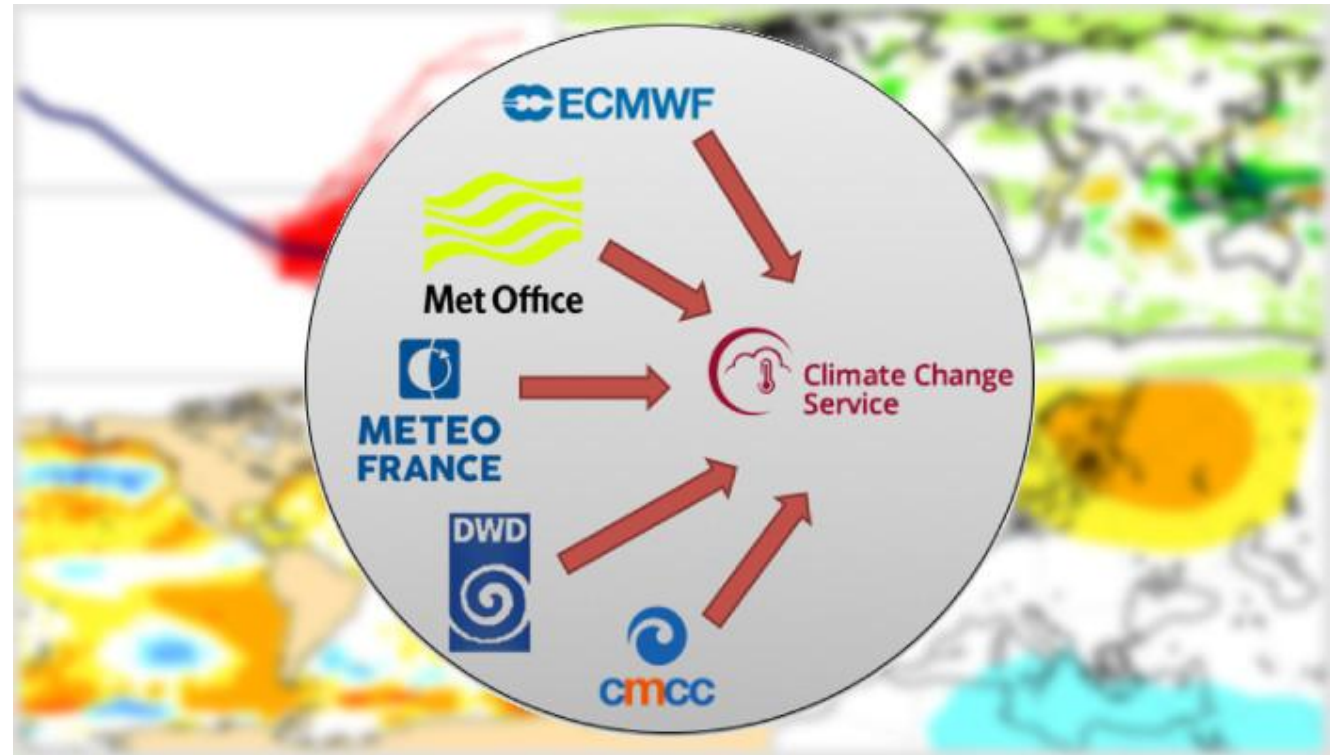 ECMWF
Met Office
METEO
FRANCE
DWD
cmcc
Climate Change
Service